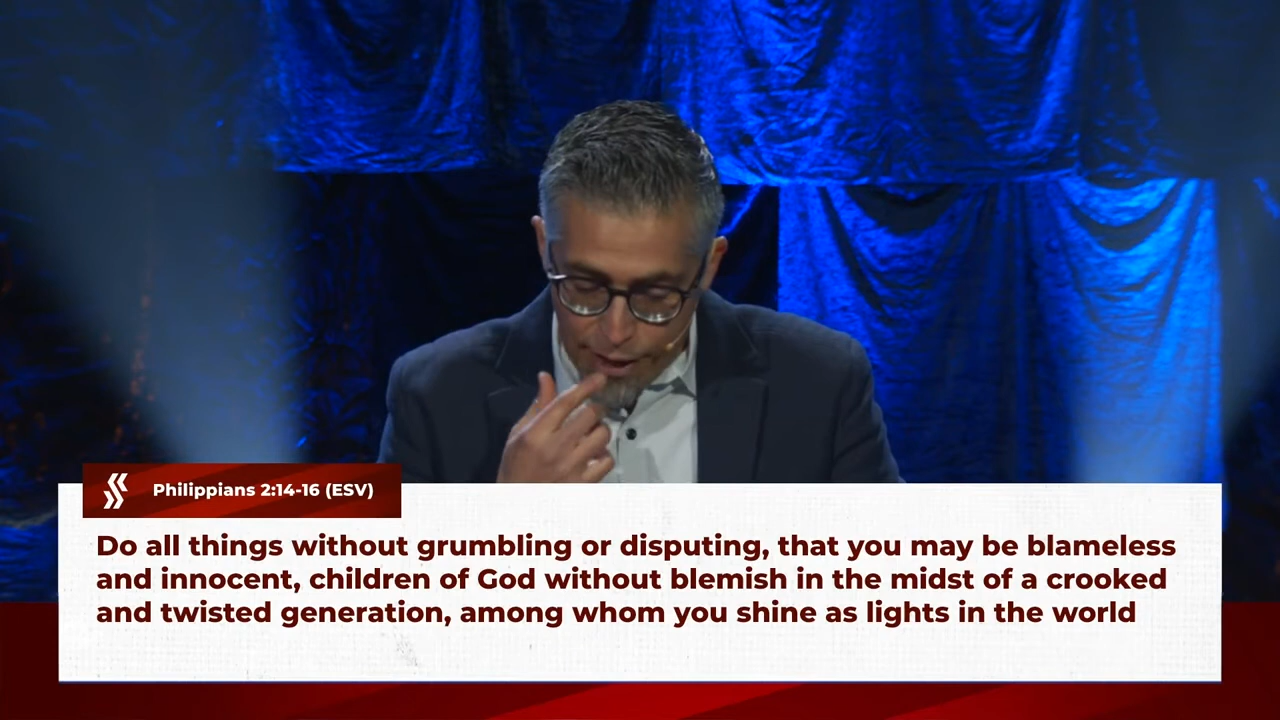 Philippians 2:14-16 (ESV)
Do all things without grumbling or disputing, that you may be blameless
and innocent, children of God without blemish in the midst of a crooked
and twisted generation, among whom you shine as lights in the world